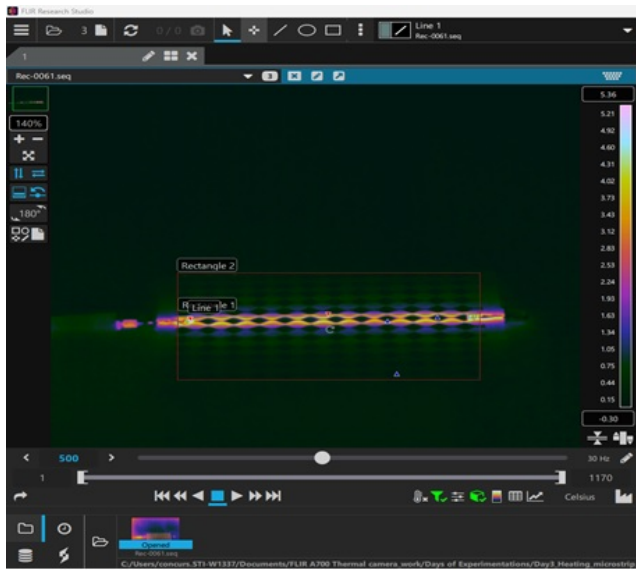 FLIR Research Studio
3
0 / 0
Line 1
Rec-0061.seq
1
Rec-0061.seq
3
5.36
140%
5.21
4.92
4.60
4.31
4.02
180°
3.73
3.43
3.12
2.83
Rectangle 2
2.53
2.24
1.93
Line 1
1.63
1.34
1.05
0.75
0.44
0.15
-0.30
500
30 Hz
1
1170
Celsius
Opened
Rec-0061.seq
C:/Users/concurs.STI-W1337/Documents/FLIR A700 Thermal camera_work/Days of Experimentations/Day3_Heating_microstrip